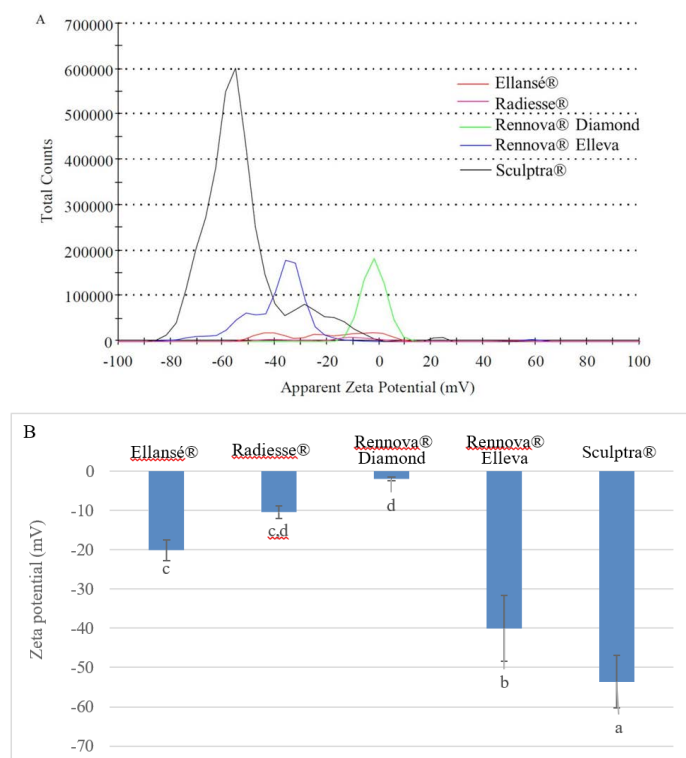 A
700000
600000
500000
400000
300000
200000
100000
0
Total Counts
Ellansé®
Radiesse®
Rennova® Diamond
Rennova® Elleva
Sculptra®
-100 -80 -60 -40 -20 0 20 40 60 80 100
Apparent Zeta Potential (mV)
B
Ellansé® Radiesse® Rennova® Diamond Rennova® Elleva Sculptra®
0
-10
-20
-30
-40
-50
-60
-70
Zeta potential (mV)
c
c,d
d
b
a